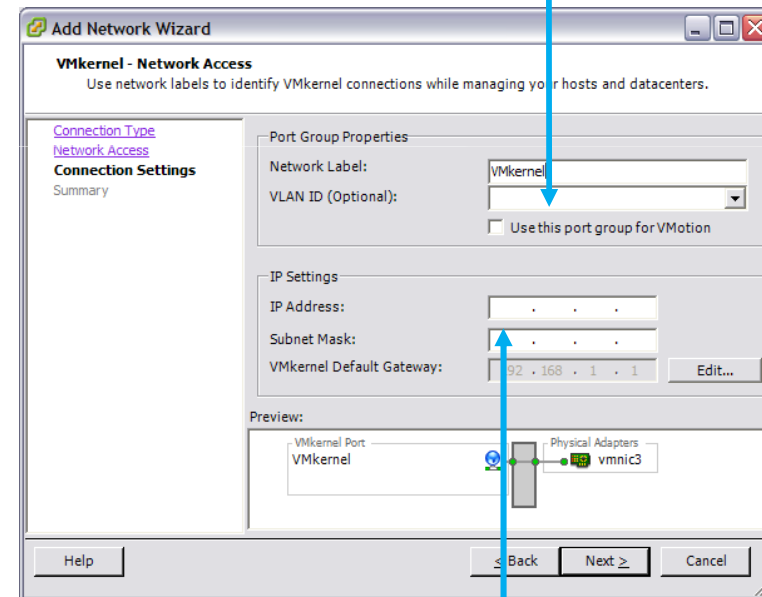 Add Network Wizard
VMkernel - Network Access
Use network labels to identify VMkernel connections while managing your hosts and datacenters.
Connection Type
Network Access
Connection Settings
Summary
Port Group Properties
Network Label:
VMkernel
VLAN ID (Optional):
Use this port group for VMotion
IP Settings
IP Address:
. . .
Subnet Mask:
. . .
VMkernel Default Gateway:
92 . 168 . 1 . 1
Edit...
Preview:
VMkernel Port
VMkernel
Physical Adapters
vmnic3
Help
< Back
Next >
Cancel